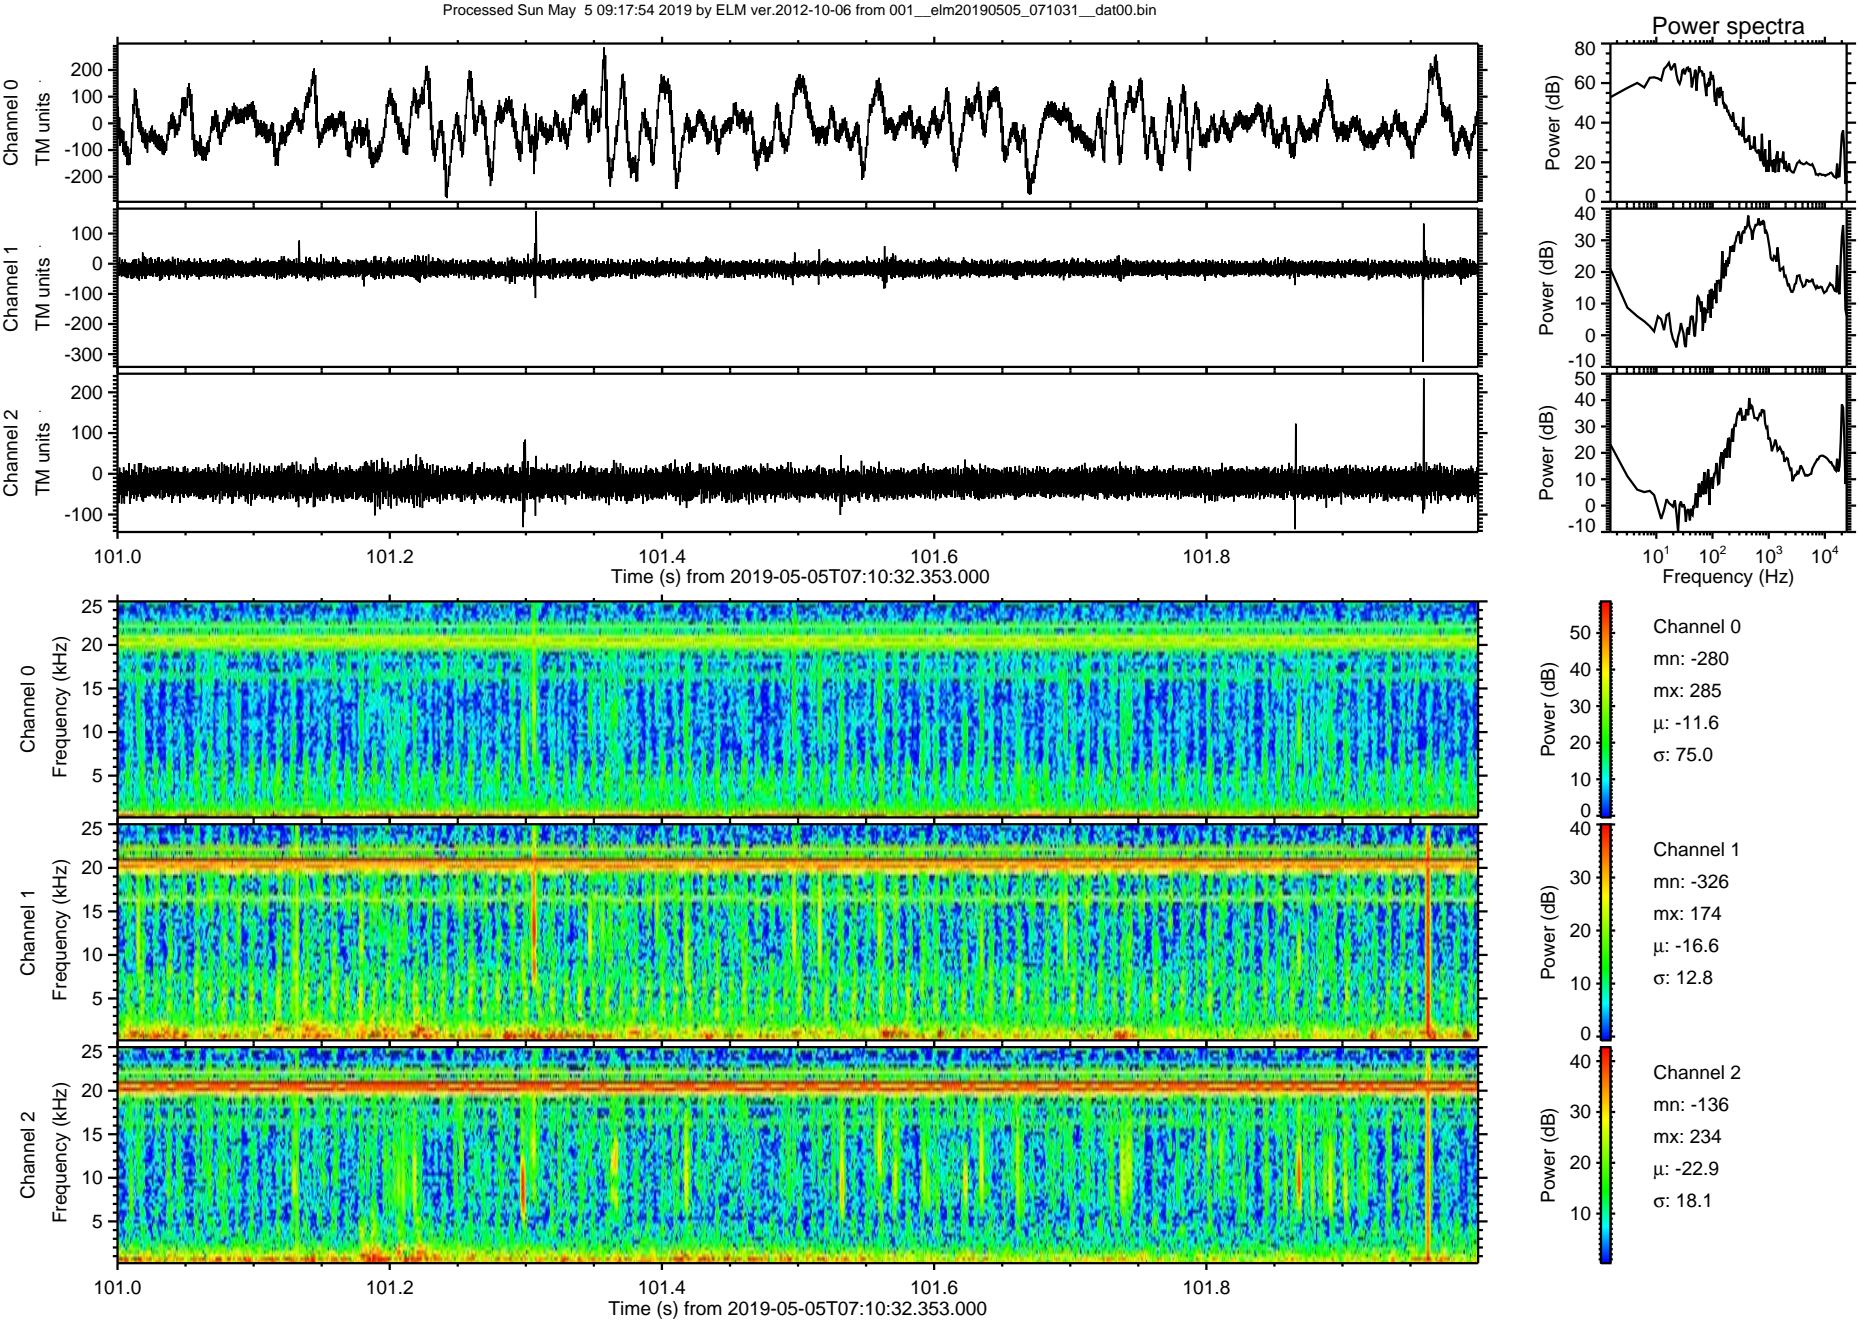 Processed Sun May  5 09:17:54 2019 by ELM ver.2012-10-06 from 001__elm20190505_071031__dat00.bin
Power spectra
Channel 0
TM units
200
100
0
-100
-200
Power (dB)
80
60
40
20
0
Channel 1
TM units
100
0
-100
-200
-300
Power (dB)
40
30
20
10
0
-10
Channel 2
TM units
200
100
0
-100
Power (dB)
50
40
30
20
10
0
-10
101.0 101.2 101.4 101.6 101.8
Time (s) from 2019-05-05T07:10:32.353.000
10¹ 10² 10³ 10⁴
Frequency (Hz)
Channel 0
Frequency (kHz)
25
20
15
10
5
Power (dB)
50
40
30
20
10
0
Channel 0
mn: -280
mx: 285
μ: -11.6
σ: 75.0
Channel 1
Frequency (kHz)
25
20
15
10
5
Power (dB)
40
30
20
10
0
Channel 1
mn: -326
mx: 174
μ: -16.6
σ: 12.8
Channel 2
Frequency (kHz)
25
20
15
10
5
Power (dB)
40
30
20
10
Channel 2
mn: -136
mx: 234
μ: -22.9
σ: 18.1
101.0 101.2 101.4 101.6 101.8
Time (s) from 2019-05-05T07:10:32.353.000